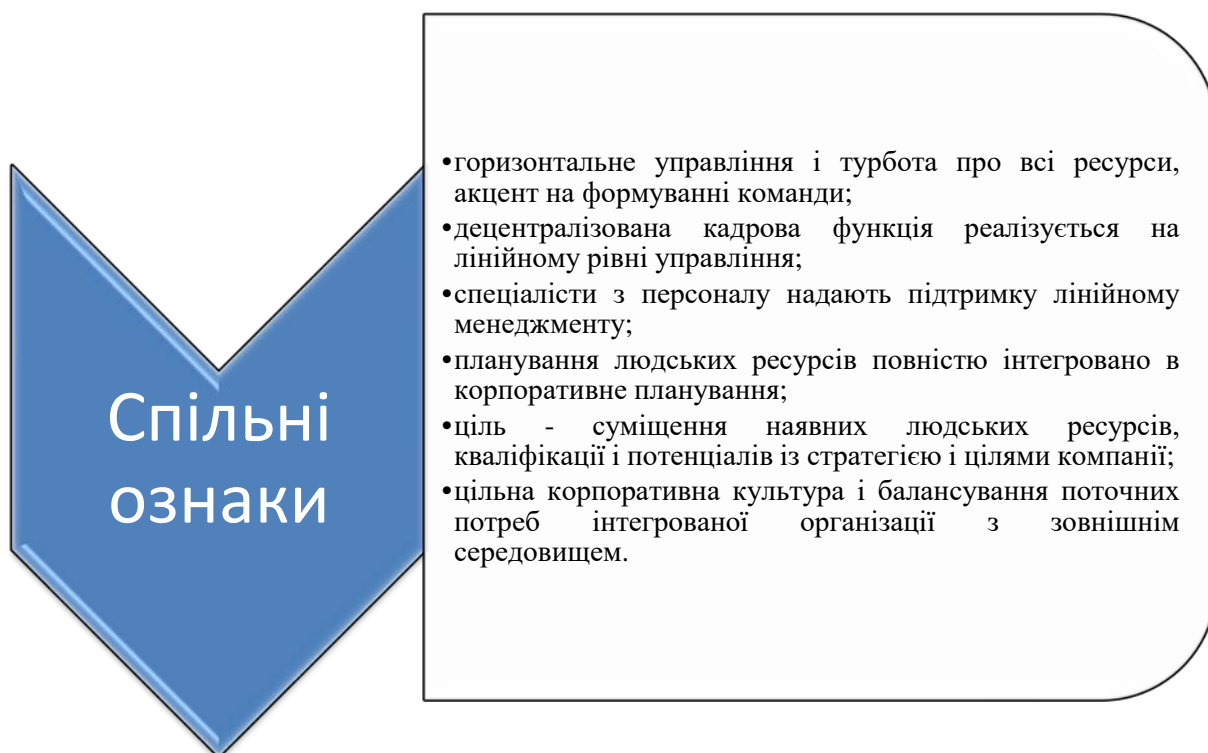 Спільні
ознаки
•горизонтальне управління і турбота про всі ресурси,
акцент на формуванні команди;
•децентралізована кадрова функція реалізується на
лінійному рівні управління;
•спеціалісти з персоналу надають підтримку лінійному
менеджменту;
•планування людських ресурсів повністю інтегровано в
корпоративне планування;
•ціль - суміщення наявних людських ресурсів,
кваліфікації і потенціалів із стратегією і цілями компанії;
•цільна корпоративна культура і балансування поточних
потреб інтегрованої організації з зовнішнім
середовищем.